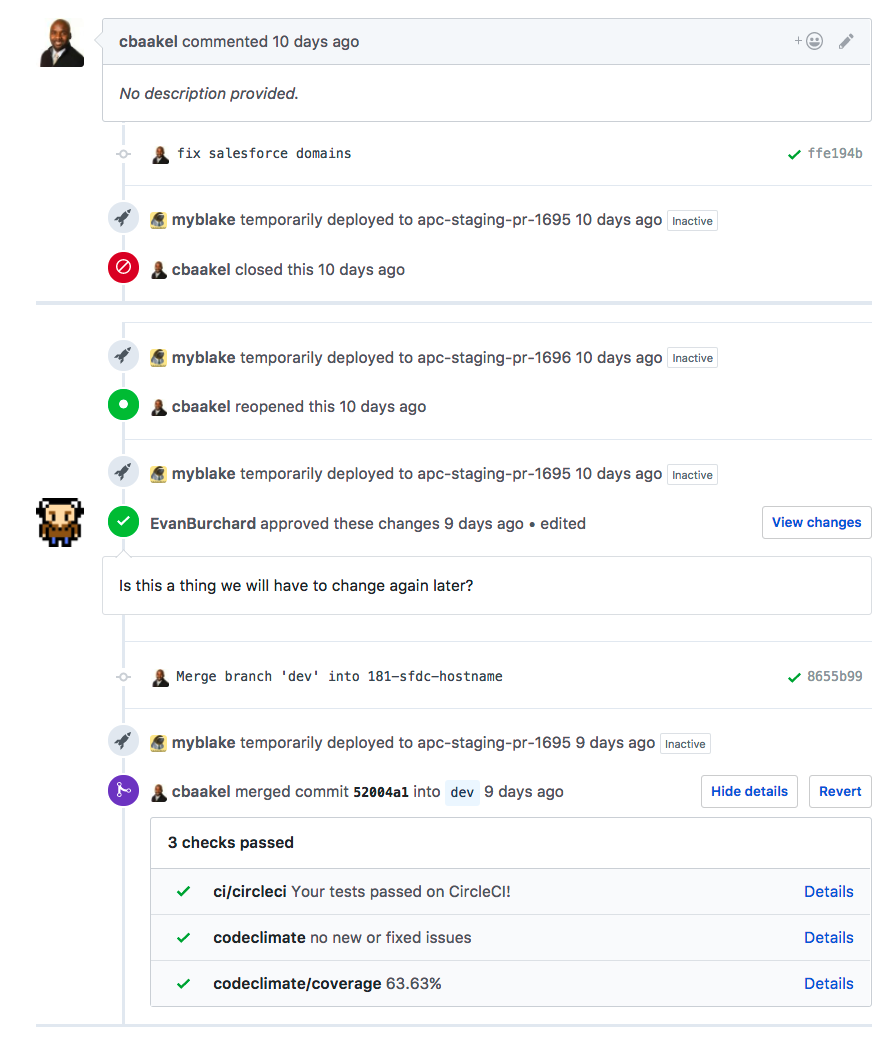 cbaakel commented 10 days ago
No description provided.
fix salesforce domains ffe194b
myblake temporarily deployed to apc-staging-pr-1695 10 days ago Inactive
cbaakel closed this 10 days ago
myblake temporarily deployed to apc-staging-pr-1696 10 days ago Inactive
cbaakel reopened this 10 days ago
myblake temporarily deployed to apc-staging-pr-1695 10 days ago Inactive
EvanBurchard approved these changes 9 days ago • edited View changes
Is this a thing we will have to change again later?
Merge branch 'dev' into 181-sfdc-hostname 8655b99
myblake temporarily deployed to apc-staging-pr-1695 9 days ago Inactive
cbaakel merged commit 52004a1 into dev 9 days ago Hide details Revert
3 checks passed
ci/circleci Your tests passed on CircleCI! Details
codeclimate no new or fixed issues Details
codeclimate/coverage 63.63% Details